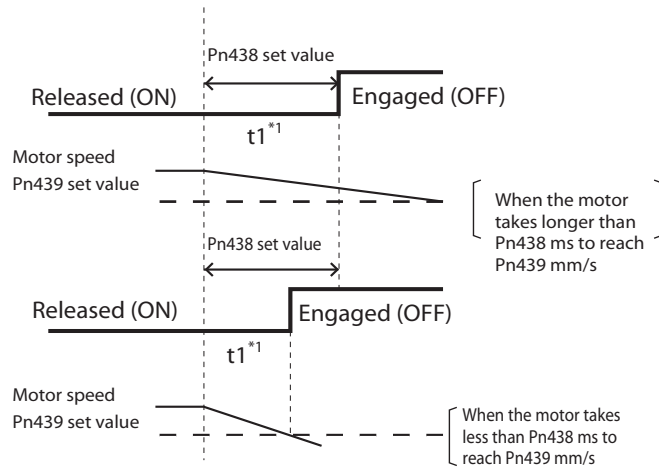 Pn438 set value
Released (ON)
Engaged (OFF)
t1*1
Motor speed
Pn439 set value
When the motor
takes longer than
Pn438 ms to reach
Pn439 mm/s
Pn438 set value
Released (ON)
Engaged (OFF)
t1*1
Motor speed
Pn439 set value
When the motor takes
less than Pn438 ms to
reach Pn439 mm/s